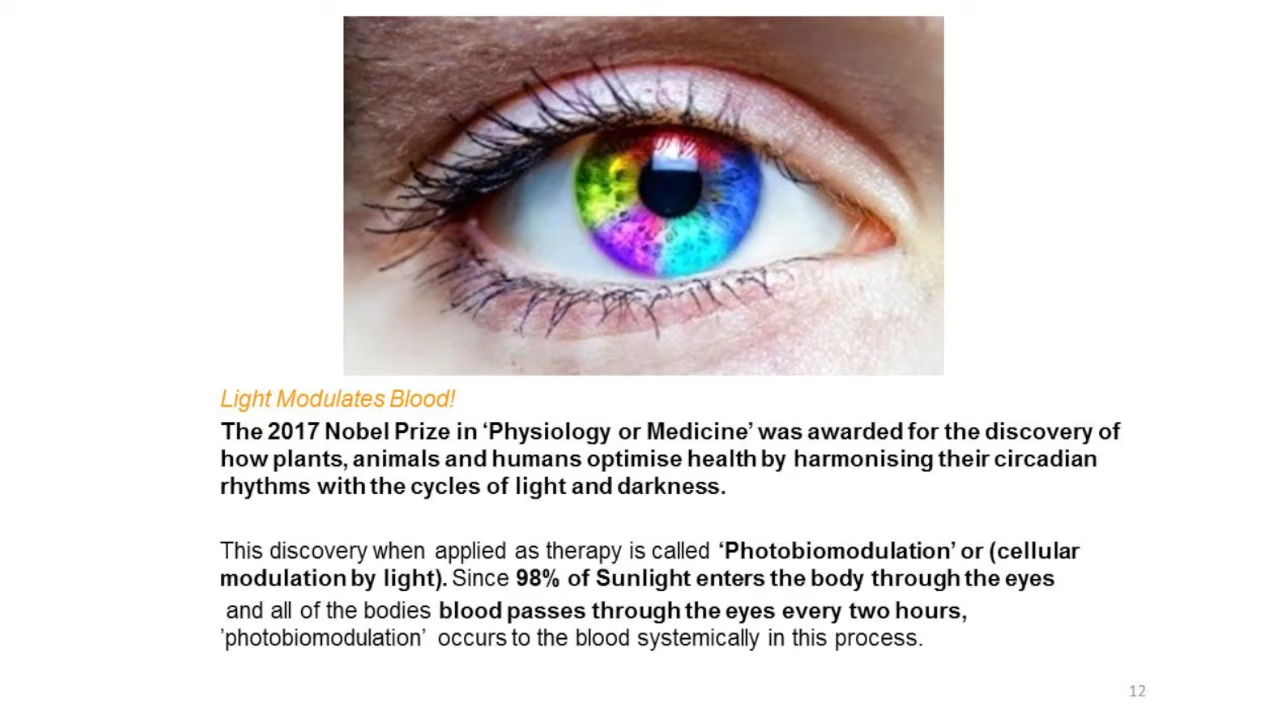 Light Modulates Blood!
The 2017 Nobel Prize in ‘Physiology or Medicine’ was awarded for the discovery of
how plants, animals and humans optimise health by harmonising their circadian
rhythms with the cycles of light and darkness.
This discovery when applied as therapy is called ‘Photobiomodulation’ or (cellular
modulation by light). Since 98% of Sunlight enters the body through the eyes
and all of the bodies blood passes through the eyes every two hours,
’photobiomodulation’ occurs to the blood systemically in this process.
12